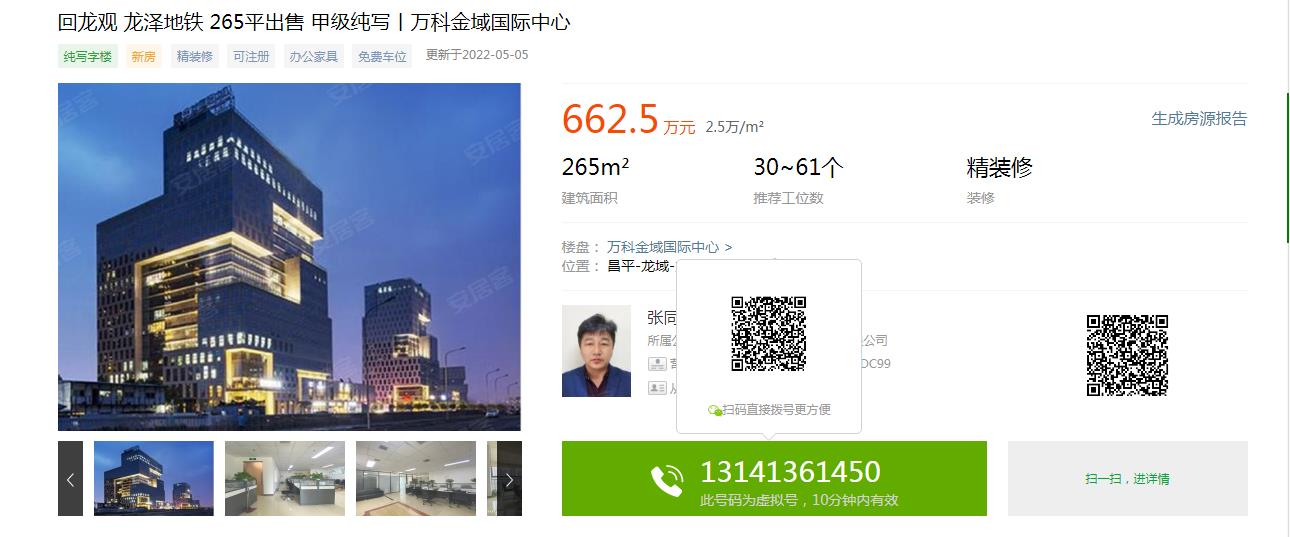 回龙观 龙泽地铁 265平出售 甲级纯写丨万科金域国际中心
纯写字楼 新房 精装修 可注册 办公家具 免费车位 更新于2022-05-05
安居客
662.5 万元 2.5万/m²
生成房源报告
265m² 30~61个 精装修
建筑面积 推荐工位数 装修
楼盘： 万科金域国际中心 >
位置： 昌平-龙域-
张同
所属公
公司
DC99
扫码直接拨号更方便
13141361450
此号码为虚拟号，10分钟内有效
扫一扫，进详情